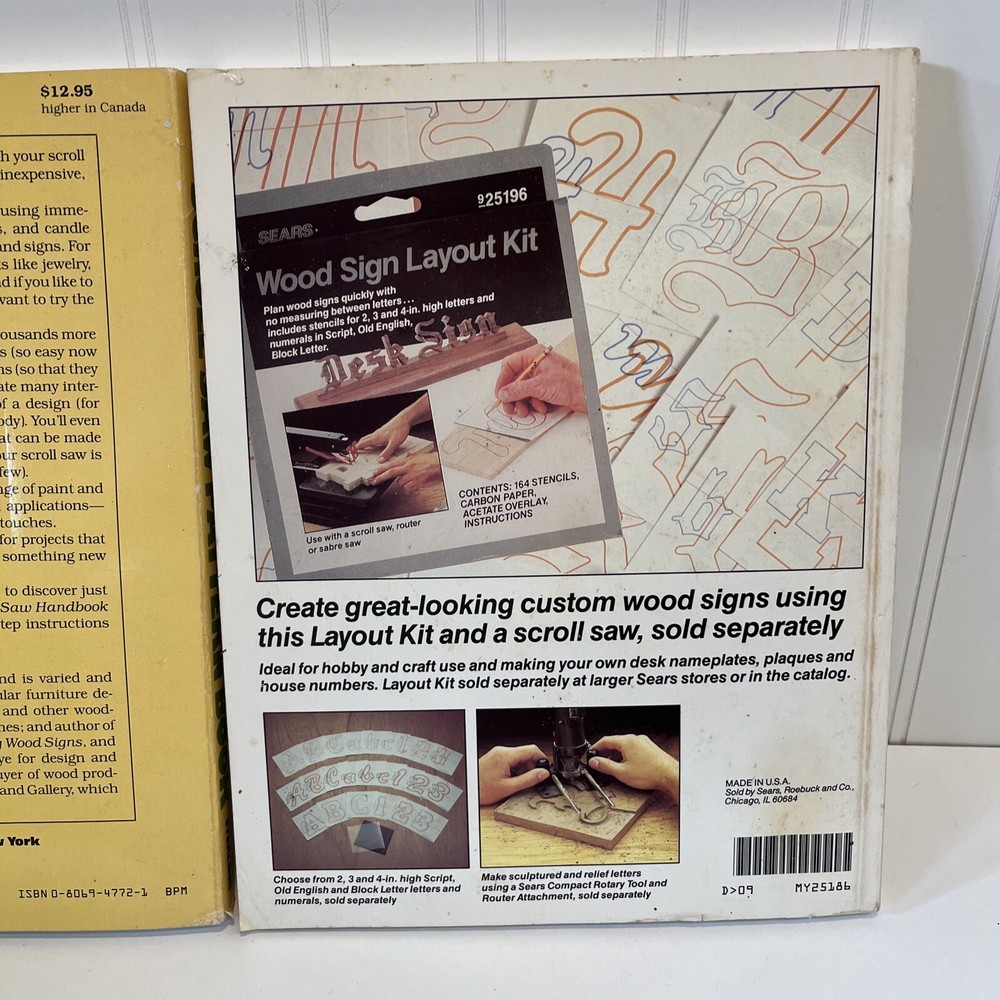 $12.95
higher in Canada
h your scroll
inexpensive,
using imme-
s, and candle
and signs. For
s like jewelry,
d if you like to
want to try the
ousands more
s (so easy now
ns (so that they
ate many inter-
of a design (for
ody). You'll even
at can be made
our scroll saw is
few).
nge of paint and
applications—
touches.
for projects that
something new
to discover just
Saw Handbook
tep instructions
nd is varied and
ular furniture de-
and other wood-
nes; and author of
g Wood Signs, and
ye for design and
uyer of wood prod-
and Gallery, which
w York
ISBN 0-8069-4772-1 BPM
925196
SEARS
Wood Sign Layout Kit
Plan wood signs quickly with
no measuring between letters...
includes stencils for 2, 3 and 4-in. high letters and
numerals in Script, Old English,
Block Letter.
Desk Sign
Use with a scroll saw, router
or sabre saw
CONTENTS: 164 STENCILS,
CARBON PAPER,
ACETATE OVERLAY,
INSTRUCTIONS
Create great-looking custom wood signs using
this Layout Kit and a scroll saw, sold separately
Ideal for hobby and craft use and making your own desk nameplates, plaques and
house numbers. Layout Kit sold separately at larger Sears stores or in the catalog.
ABCabc123
ABCabc123
ABC123
Choose from 2, 3 and 4-in. high Script,
Old English and Block Letter letters and
numerals, sold separately
Make sculptured and relief letters
using a Sears Compact Rotary Tool and
Router Attachment, sold separately
MADE IN U.S.A.
Sold by Sears, Roebuck and Co.,
Chicago, IL 60684
D>09 MY25186